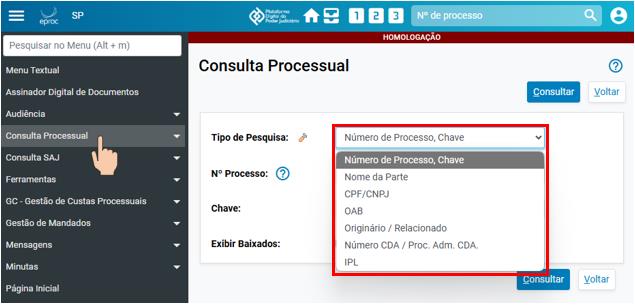 eproc
SP
Plataforma
Digital do
Poder Judiciário
1 2 3
Nº de processo
HOMOLOGAÇÃO
Pesquisar no Menu (Alt + m)
Menu Textual
Assinador Digital de Documentos
Audiência
Consulta Processual
Consulta SAJ
Ferramentas
GC - Gestão de Custas Processuais
Gestão de Mandados
Mensagens
Minutas
Página Inicial
Consulta Processual
?
Consultar Voltar
Tipo de Pesquisa: Número de Processo, Chave
Número de Processo, Chave
Nome da Parte
Nº Processo: ?
CPF/CNPJ
OAB
Chave:
Originário / Relacionado
Exibir Baixados:
Número CDA / Proc. Adm. CDA.
IPL
Consultar Voltar